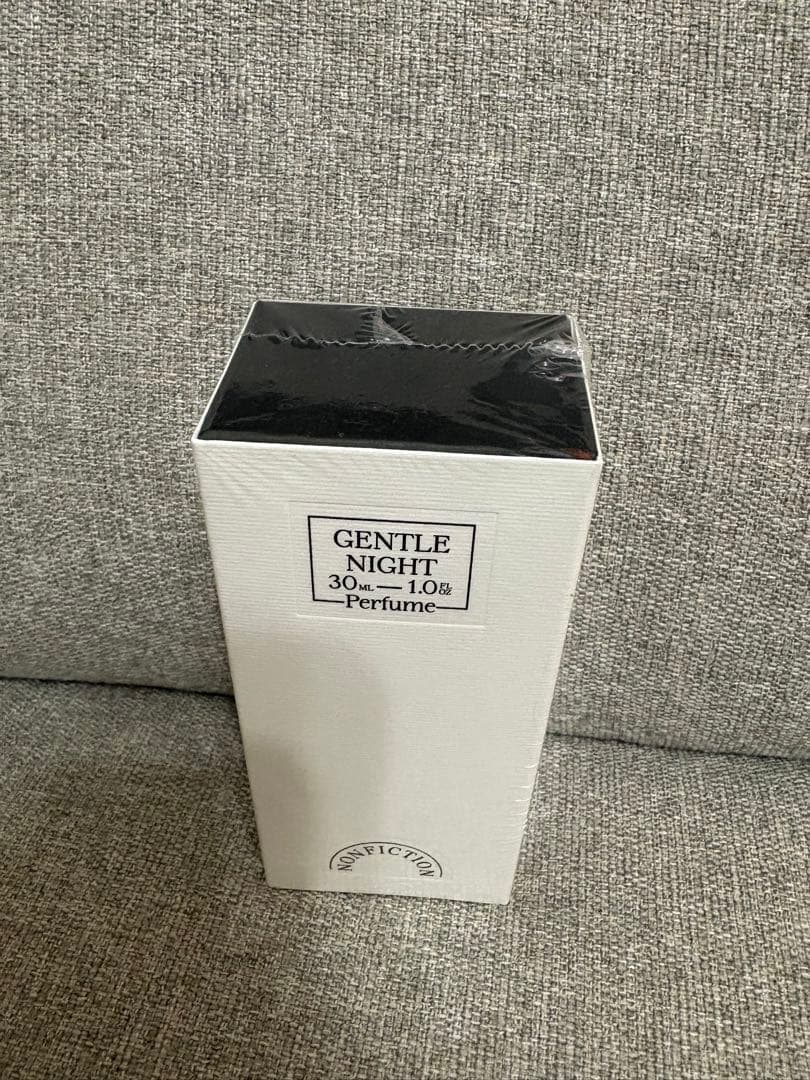 GENTLE
NIGHT
30ML — 1.0FL OZ
Perfume
NONFICTION